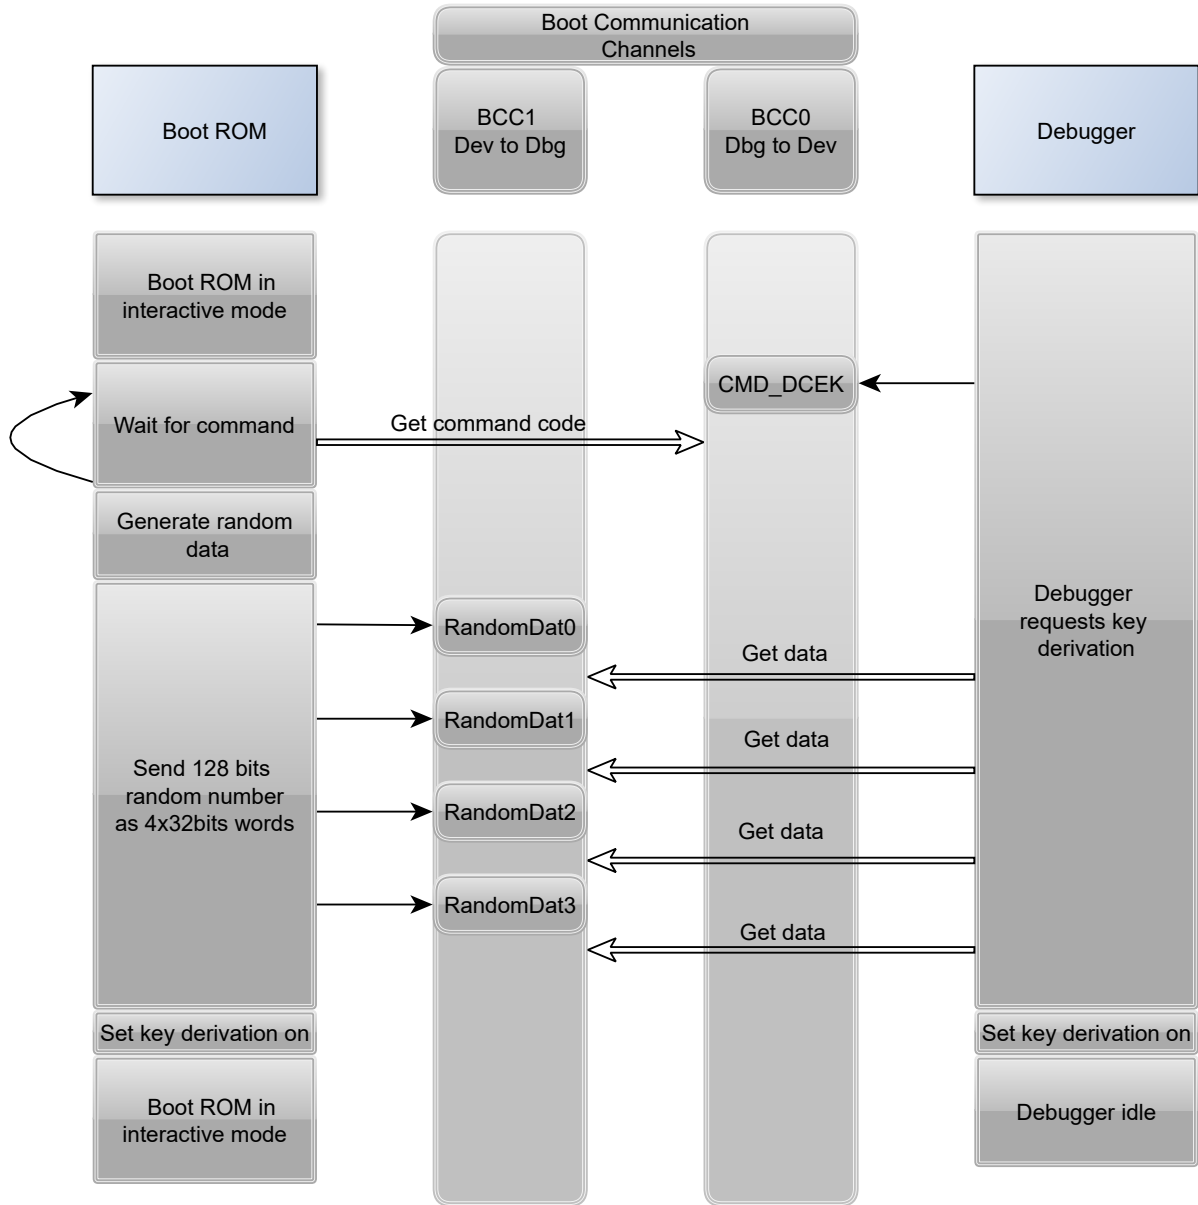 Boot Communication
Channels
Boot ROM
BCC1
Dev to Dbg
BCC0
Dbg to Dev
Debugger
Boot ROM in
interactive mode
CMD_DCEK
Wait for command
Get command code
Generate random
data
Debugger
requests key
derivation
RandomDat0
Get data
RandomDat1
Get data
Send 128 bits
random number
as 4x32bits words
RandomDat2
Get data
RandomDat3
Get data
Set key derivation on
Set key derivation on
Boot ROM in
interactive mode
Debugger idle